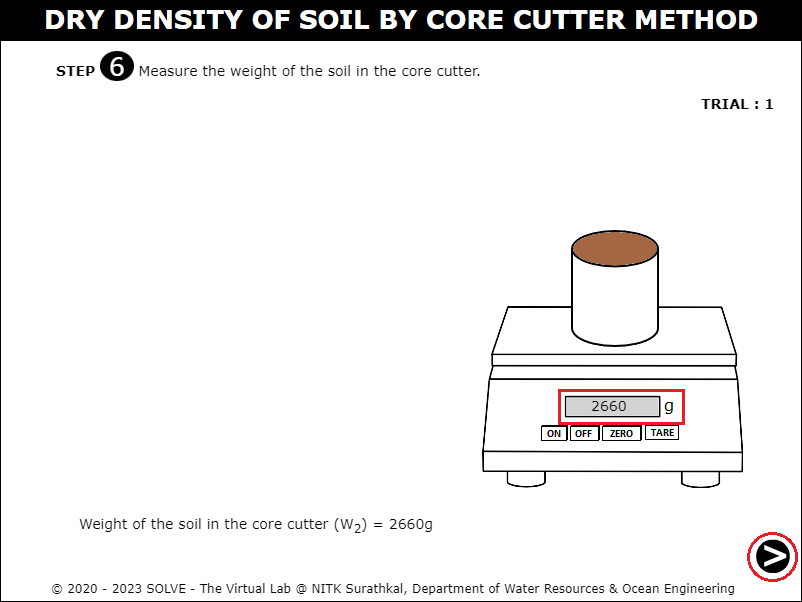 DRY DENSITY OF SOIL BY CORE CUTTER METHOD
STEP 6 Measure the weight of the soil in the core cutter.
TRIAL : 1
2660 g
ON OFF ZERO TARE
Weight of the soil in the core cutter (W2) = 2660g
>
© 2020 - 2023 SOLVE - The Virtual Lab @ NITK Surathkal, Department of Water Resources & Ocean Engineering